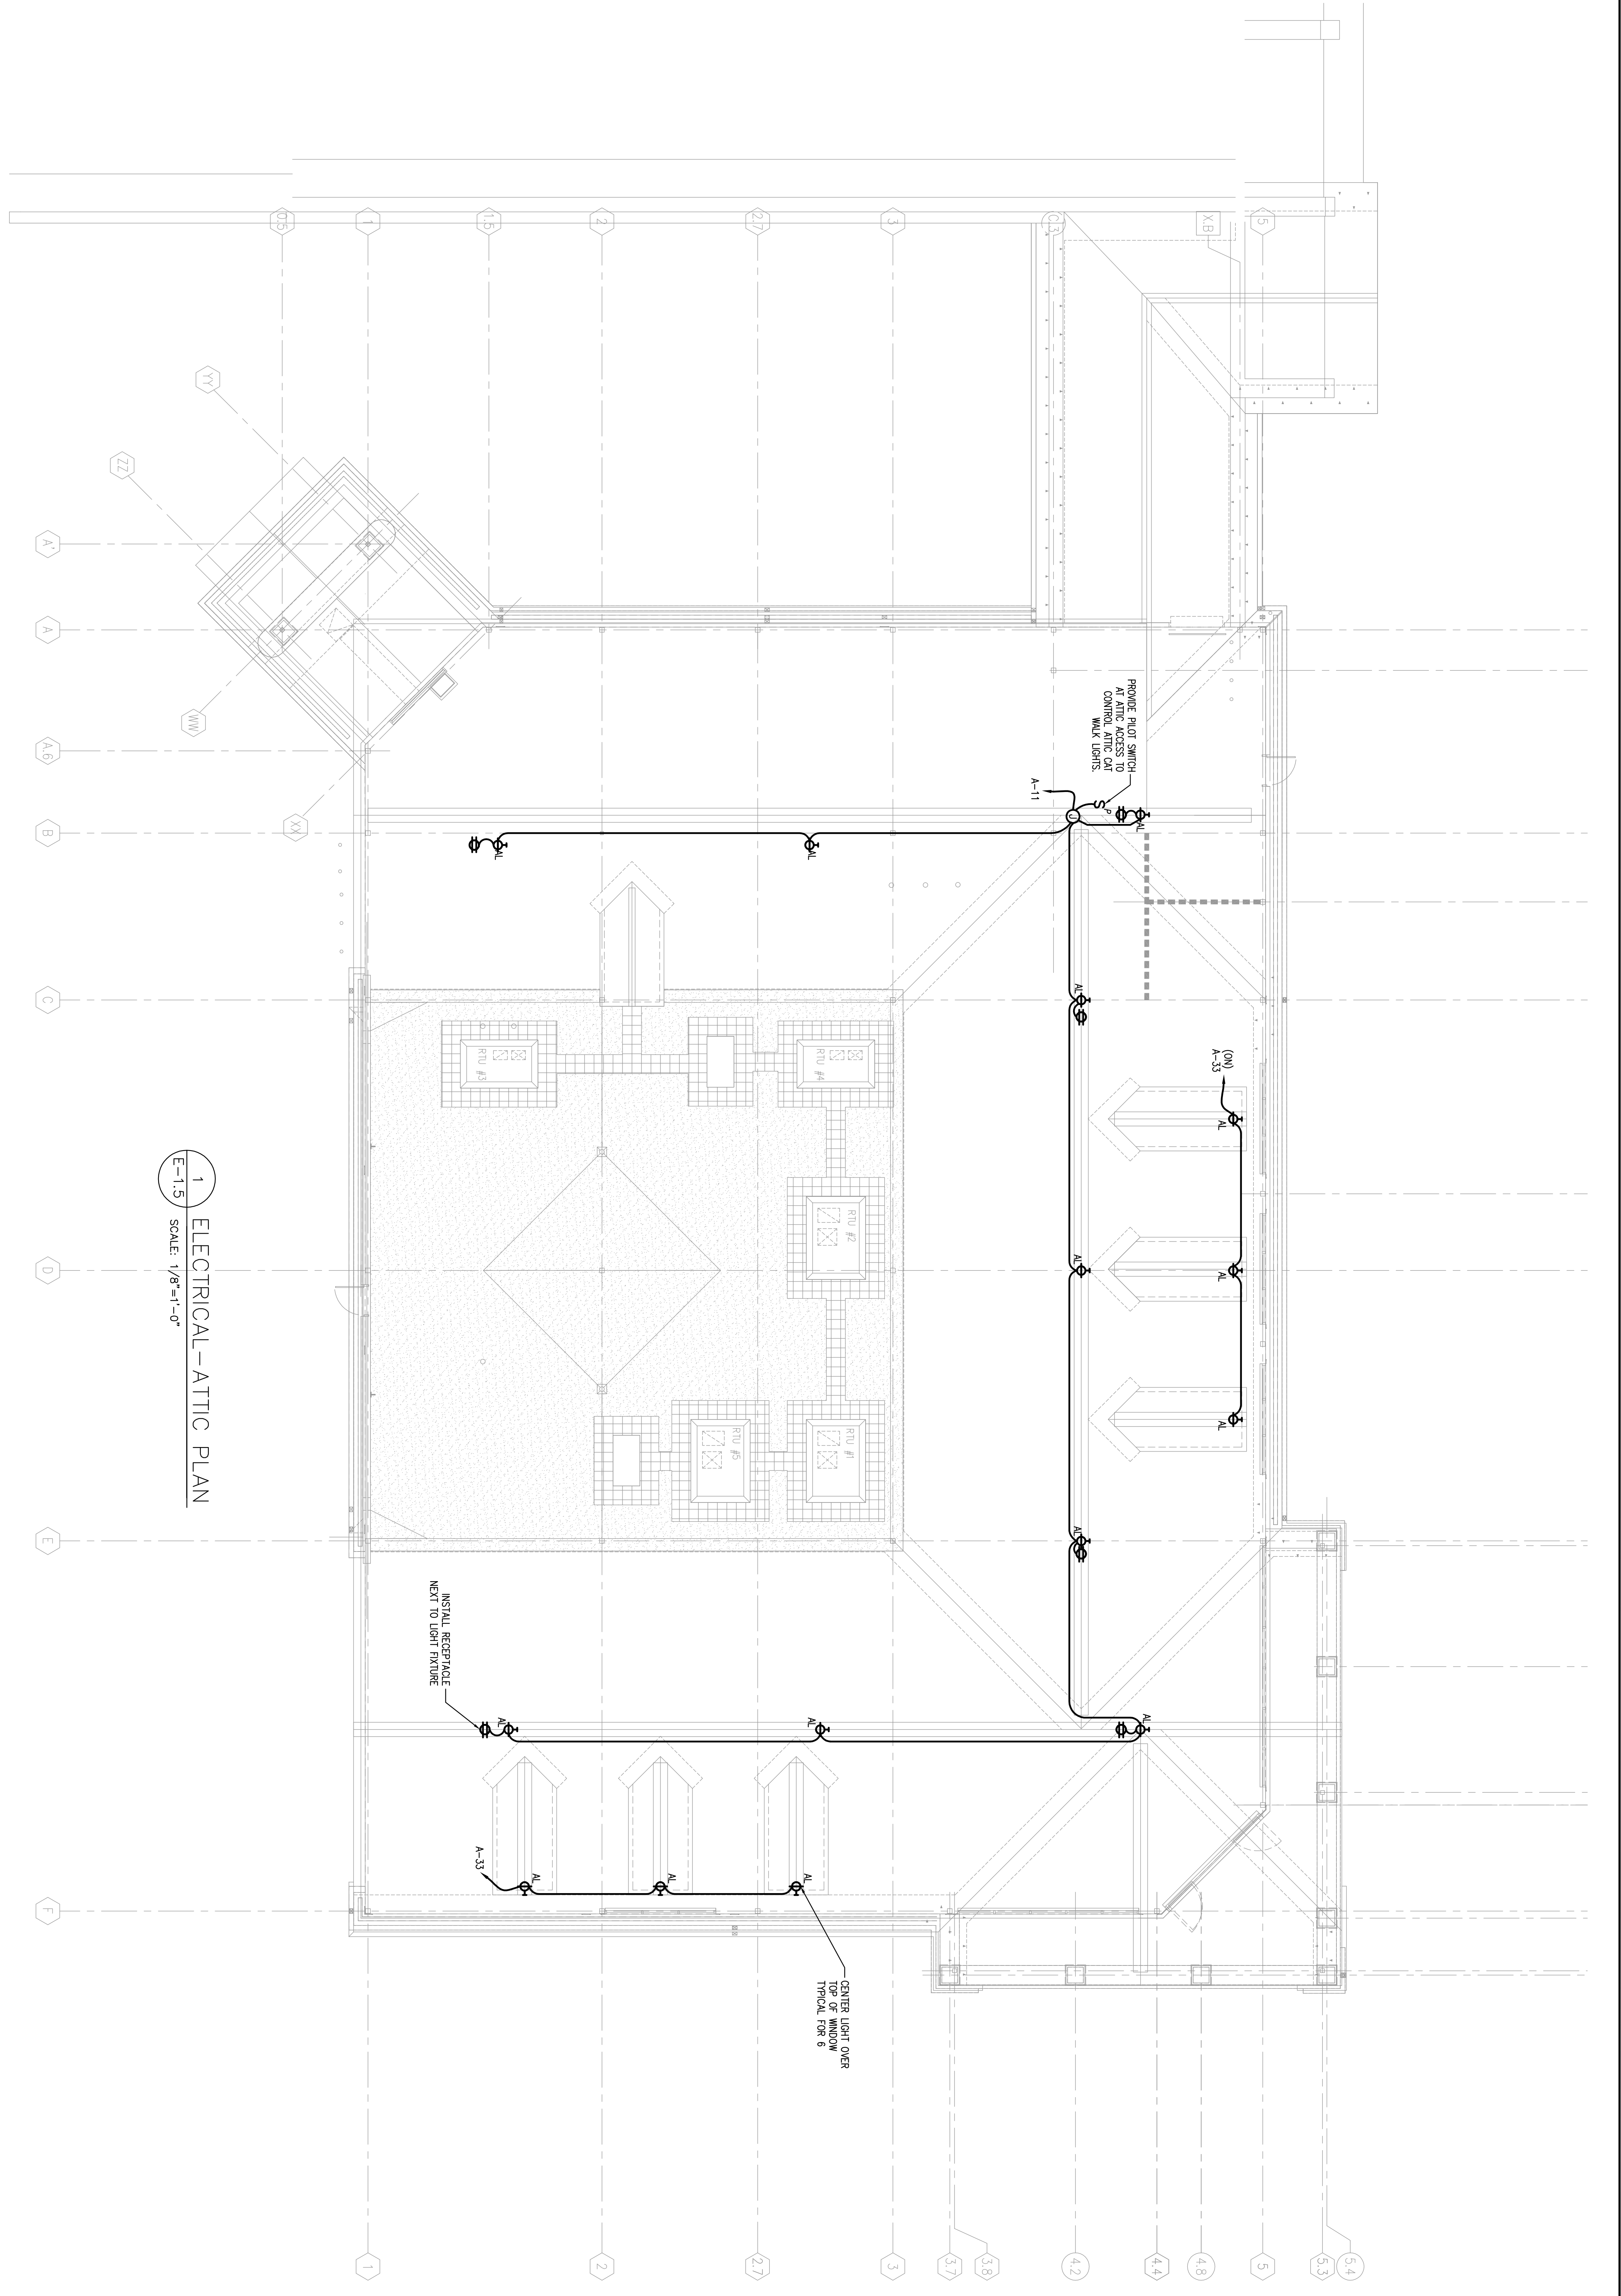 0.5
1
1.5
2
2.7
3
C.3
X.B
5
YY
ZZ
A'
A
WW
A.6
XX
B
C
D
E
F
PROVIDE PILOT SWITCH
AT ATTIC ACCESS TO
CONTROL ATTIC CAT
WALK LIGHTS.
A-11
J
S
P
AL
AL
AL
AL
AL
AL
(ON)
A-33
AL
AL
AL
RTU #3
RTU #4
RTU #2
RTU #5
RTU #1
INSTALL RECEPTACLE
NEXT TO LIGHT FIXTURE
AL
AL
AL
A-33
AL
AL
AL
CENTER LIGHT OVER
TOP OF WINDOW
TYPICAL FOR 6
1
E-1.5
ELECTRICAL-ATTIC PLAN
SCALE: 1/8"=1'-0"
1
2
2.7
3
3.7
3.8
4.2
4.4
4.8
5
5.3
5.4